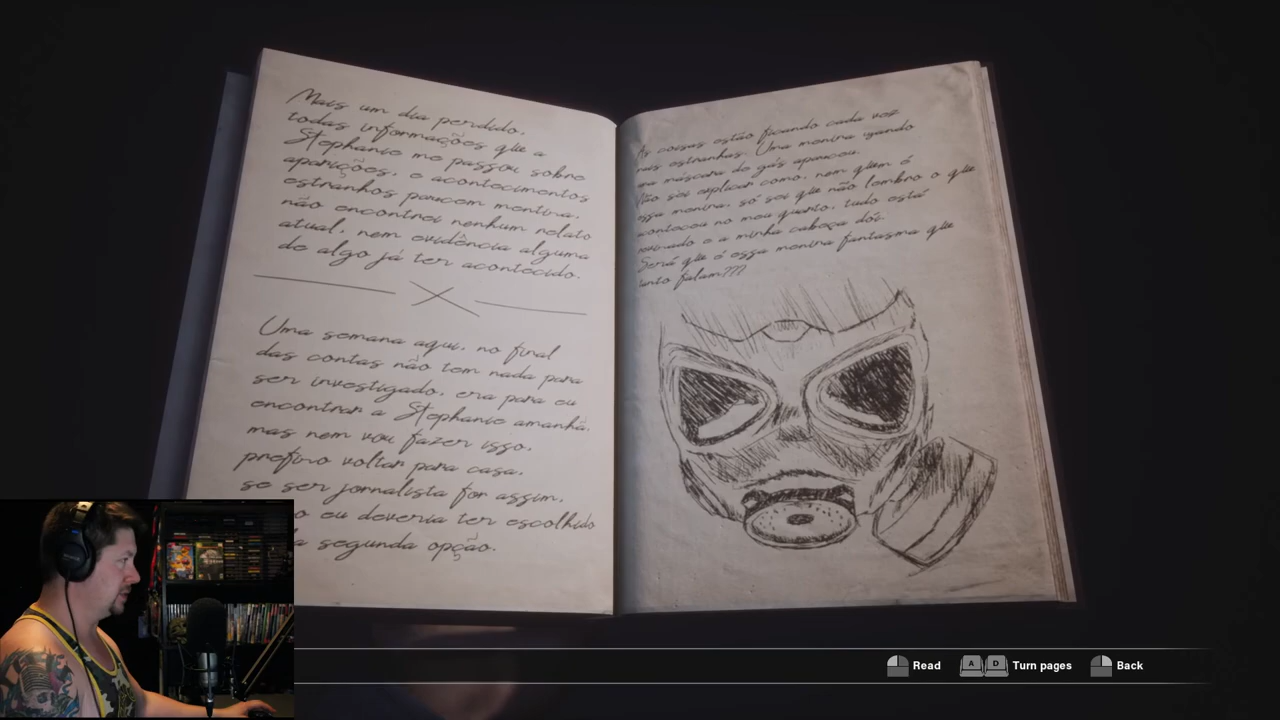 Mais um dia perdido,
todas informações que a
Stephanie me passou sobre
aparições, e acontecimentos
estranhos parecem mentira,
não encontrei nenhum relato
atual, nem evidência alguma
de algo já ter acontecido.
Uma semana aqui, no final
das contas não tem nada para
ser investigado, era para eu
encontrar a Stephanie amanhã,
mas nem vou fazer isso,
prefiro voltar para casa,
se ser jornalista for assim,
eu deveria ter escolhido
a segunda opção.
As coisas estão ficando cada vez
mais estranhas. Uma menina usando
uma máscara de gás apareceu.
Não sei explicar como, nem quem é
essa menina, só sei que não lembro o que
aconteceu no meu quarto, tudo está
revirado e a minha cabeça dói.
Será que é essa menina fantasma que
tanto falam???
Read
A D Turn pages
Back